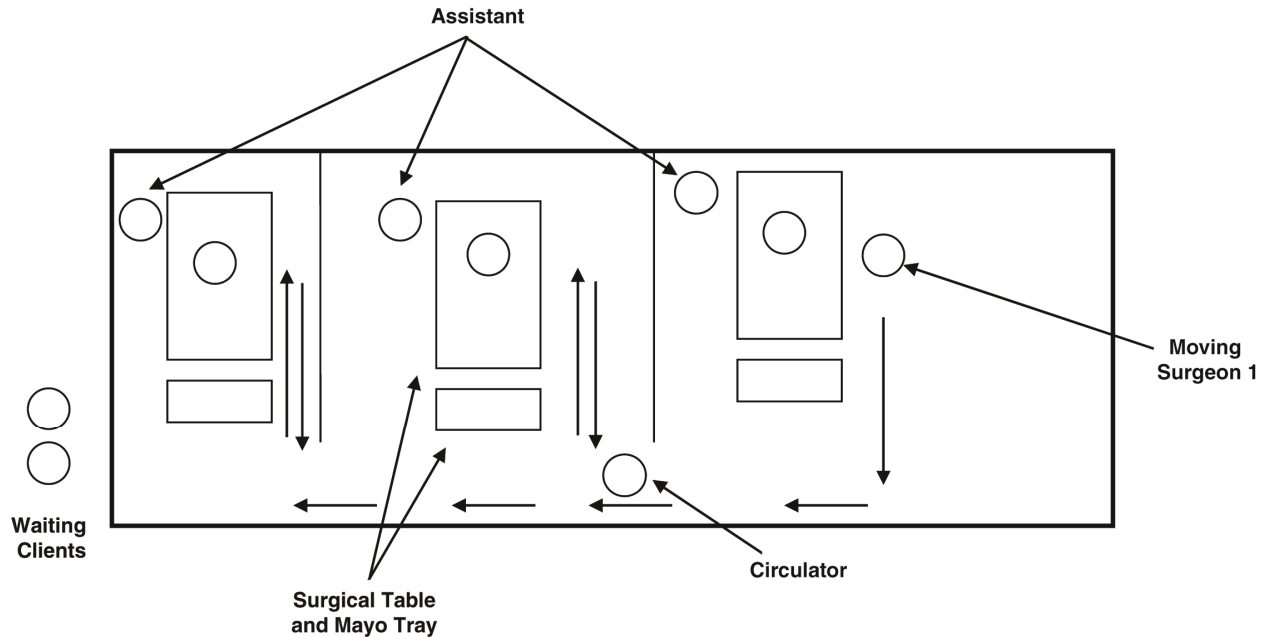 Assistant
Moving
Surgeon 1
Waiting
Clients
Circulator
Surgical Table
and Mayo Tray